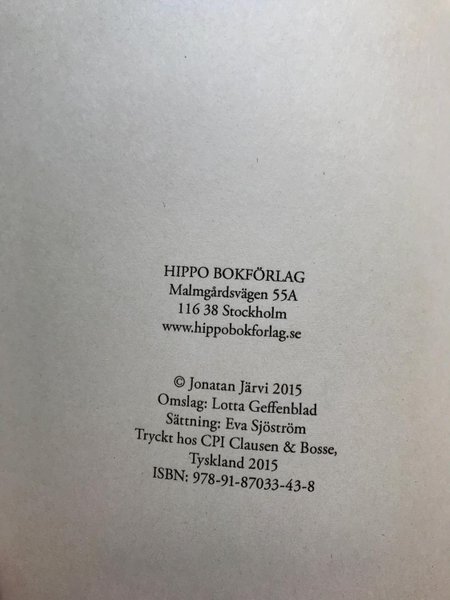 HIPPO BOKFÖRLAG
Malmgårdsvägen 55A
116 38 Stockholm
www.hippobokforlag.se
© Jonatan Järvi 2015
Omslag: Lotta Geffenblad
Sättning: Eva Sjöström
Tryckt hos CPI Clausen & Bosse,
Tyskland 2015
ISBN: 978-91-87033-43-8